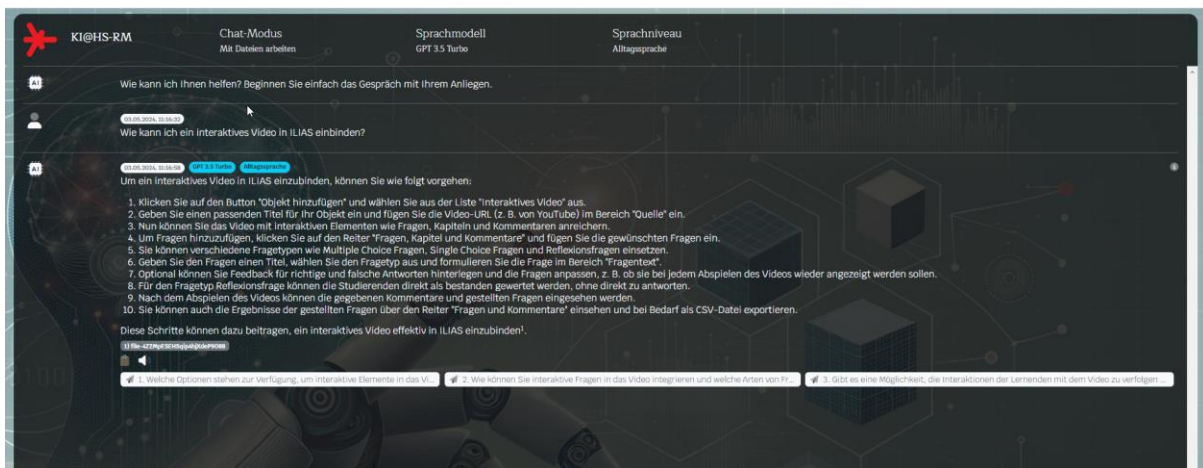 KI@HS-RM
Chat-Modus
Mit Dateien arbeiten
Sprachmodell
GPT 3.5 Turbo
Sprachniveau
Alltagssprache
AI
Wie kann ich Ihnen helfen? Beginnen Sie einfach das Gespräch mit Ihrem Anliegen.
03.05.2024, 11:16:32
Wie kann ich ein interaktives Video in ILIAS einbinden?
AI
03.05.2024, 11:16:58 GPT 3.5 Turbo Alltagssprache
Um ein interaktives Video in ILIAS einzubinden, können Sie wie folgt vorgehen:
1. Klicken Sie auf den Button "Objekt hinzufügen" und wählen Sie aus der Liste "Interaktives Video" aus.
2. Geben Sie einen passenden Titel für Ihr Objekt ein und fügen Sie die Video-URL (z. B. von YouTube) im Bereich "Quelle" ein.
3. Nun können Sie das Video mit interaktiven Elementen wie Fragen, Kapiteln und Kommentaren anreichern.
4. Um Fragen hinzuzufügen, klicken Sie auf den Reiter "Fragen, Kapitel und Kommentare" und fügen Sie die gewünschten Fragen ein.
5. Sie können verschiedene Fragetypen wie Multiple Choice Fragen, Single Choice Fragen und Reflexionsfragen einsetzen.
6. Geben Sie den Fragen einen Titel, wählen Sie den Fragetyp aus und formulieren Sie die Frage im Bereich "Fragentext".
7. Optional können Sie Feedback für richtige und falsche Antworten hinterlegen und die Fragen anpassen, z. B. ob sie bei jedem Abspielen des Videos wieder angezeigt werden sollen.
8. Für den Fragetyp Reflexionsfrage können die Studierenden direkt als bestanden gewertet werden, ohne direkt zu antworten.
9. Nach dem Abspielen des Videos können die gegebenen Kommentare und gestellten Fragen eingesehen werden.
10. Sie können auch die Ergebnisse der gestellten Fragen über den Reiter "Fragen und Kommentare" einsehen und bei Bedarf als CSV-Datei exportieren.
Diese Schritte können dazu beitragen, ein interaktives Video effektiv in ILIAS einzubinden¹.
1. Welche Optionen stehen zur Verfügung, um interaktive Elemente in das Vi...
2. Wie können Sie interaktive Fragen in das Video integrieren und welche Arten von Fr...
3. Gibt es eine Möglichkeit, die Interaktionen der Lernenden mit dem Video zu verfolgen ...